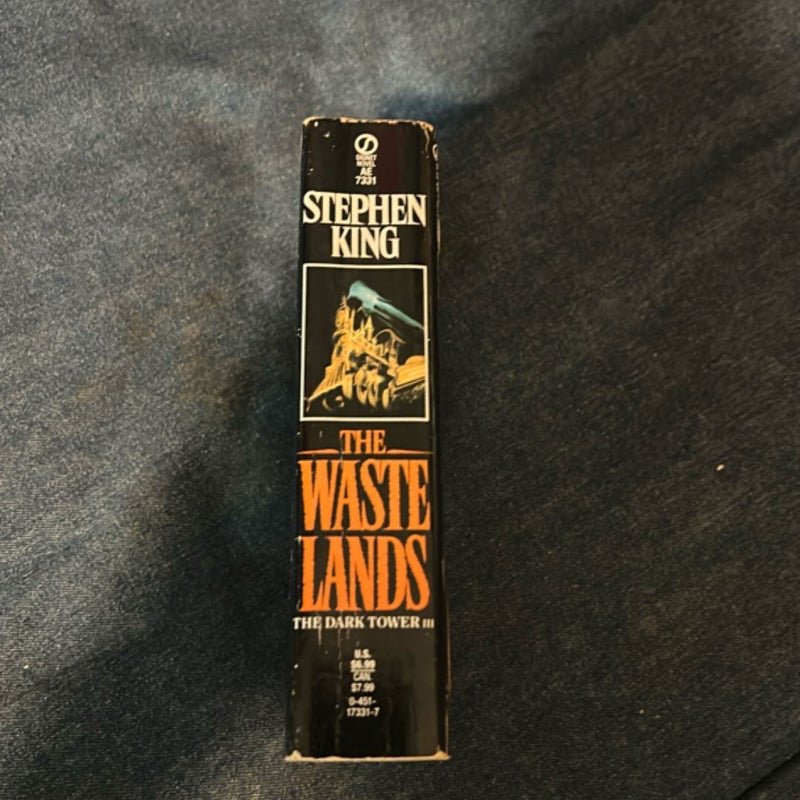 SIGNET
NOVEL
AE
7331
STEPHEN
KING
THE
WASTE
LANDS
THE DARK TOWER III
U.S.
$6.99
CAN.
$7.99
0-451-
17331-7